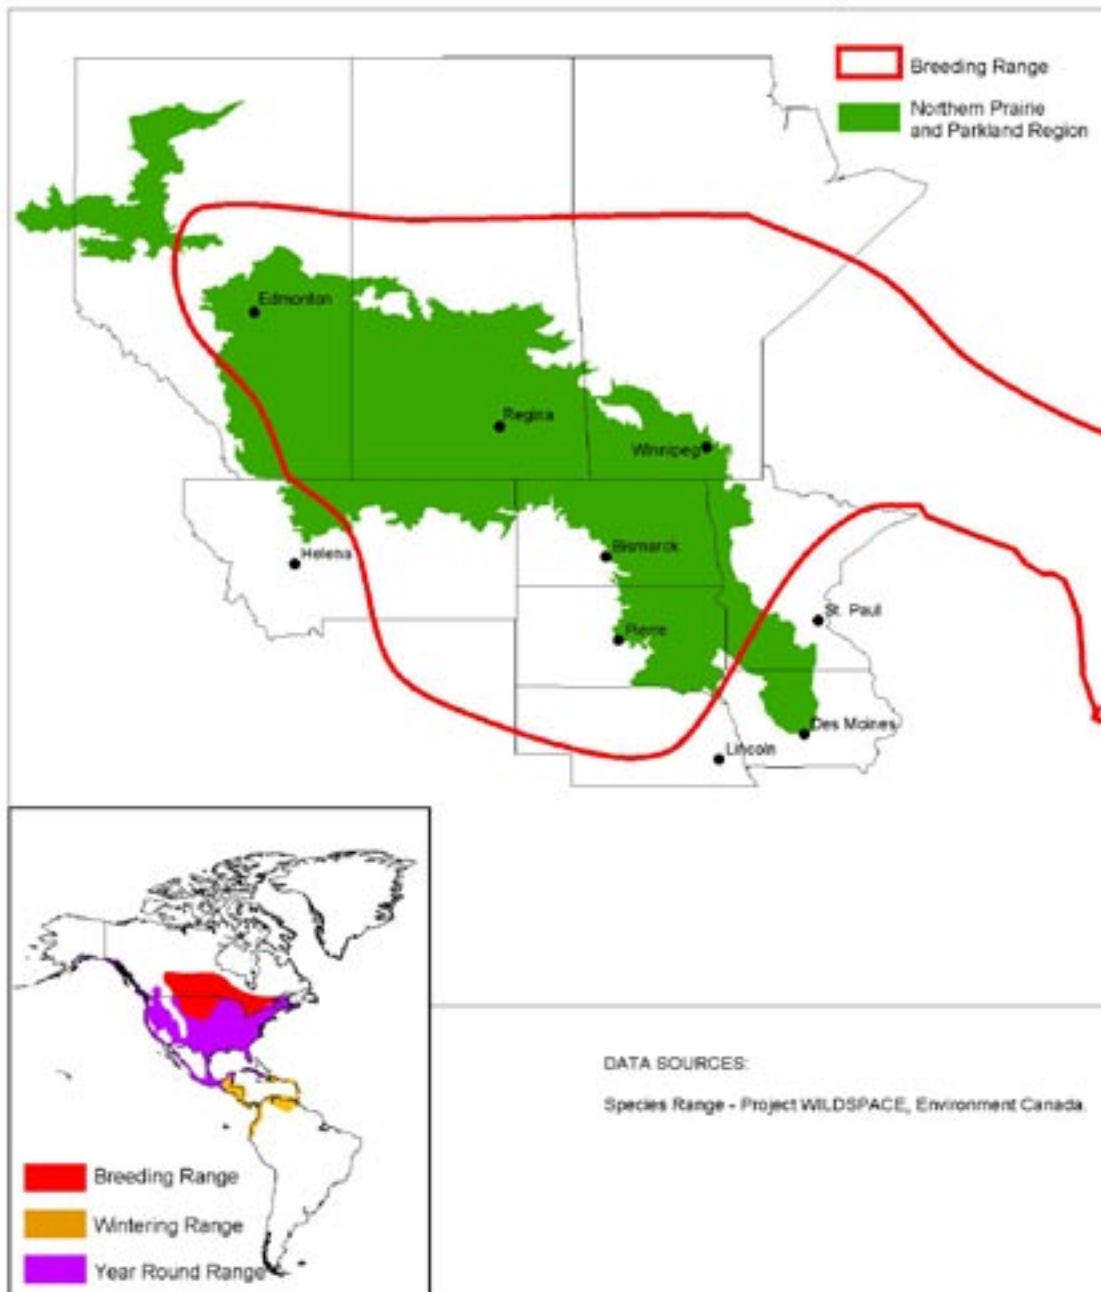 Breeding Range
Northern Prairie
and Parkland Region
Edmonton
Regina
Winnipeg
Helena
Bismarck
St. Paul
Pierre
Des Moines
Lincoln
DATA SOURCES:
Species Range - Project WILDSPACE, Environment Canada.
Breeding Range
Wintering Range
Year Round Range